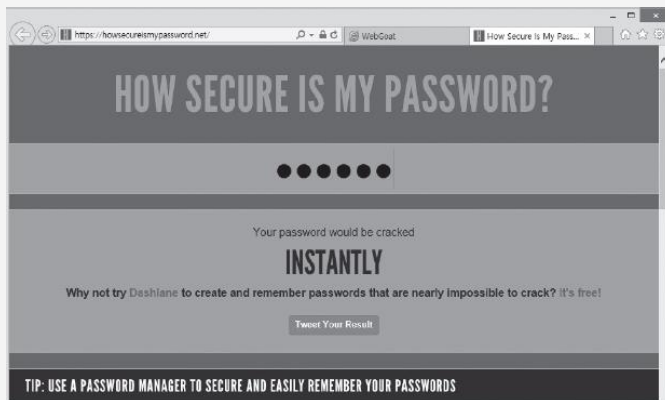 https://howsecureismypassword.net/
WebGoat
How Secure Is My Pass...
HOW SECURE IS MY PASSWORD?
Your password would be cracked
INSTANTLY
Why not try Dashlane to create and remember passwords that are nearly impossible to crack? It's free!
Tweet Your Result
TIP: USE A PASSWORD MANAGER TO SECURE AND EASILY REMEMBER YOUR PASSWORDS